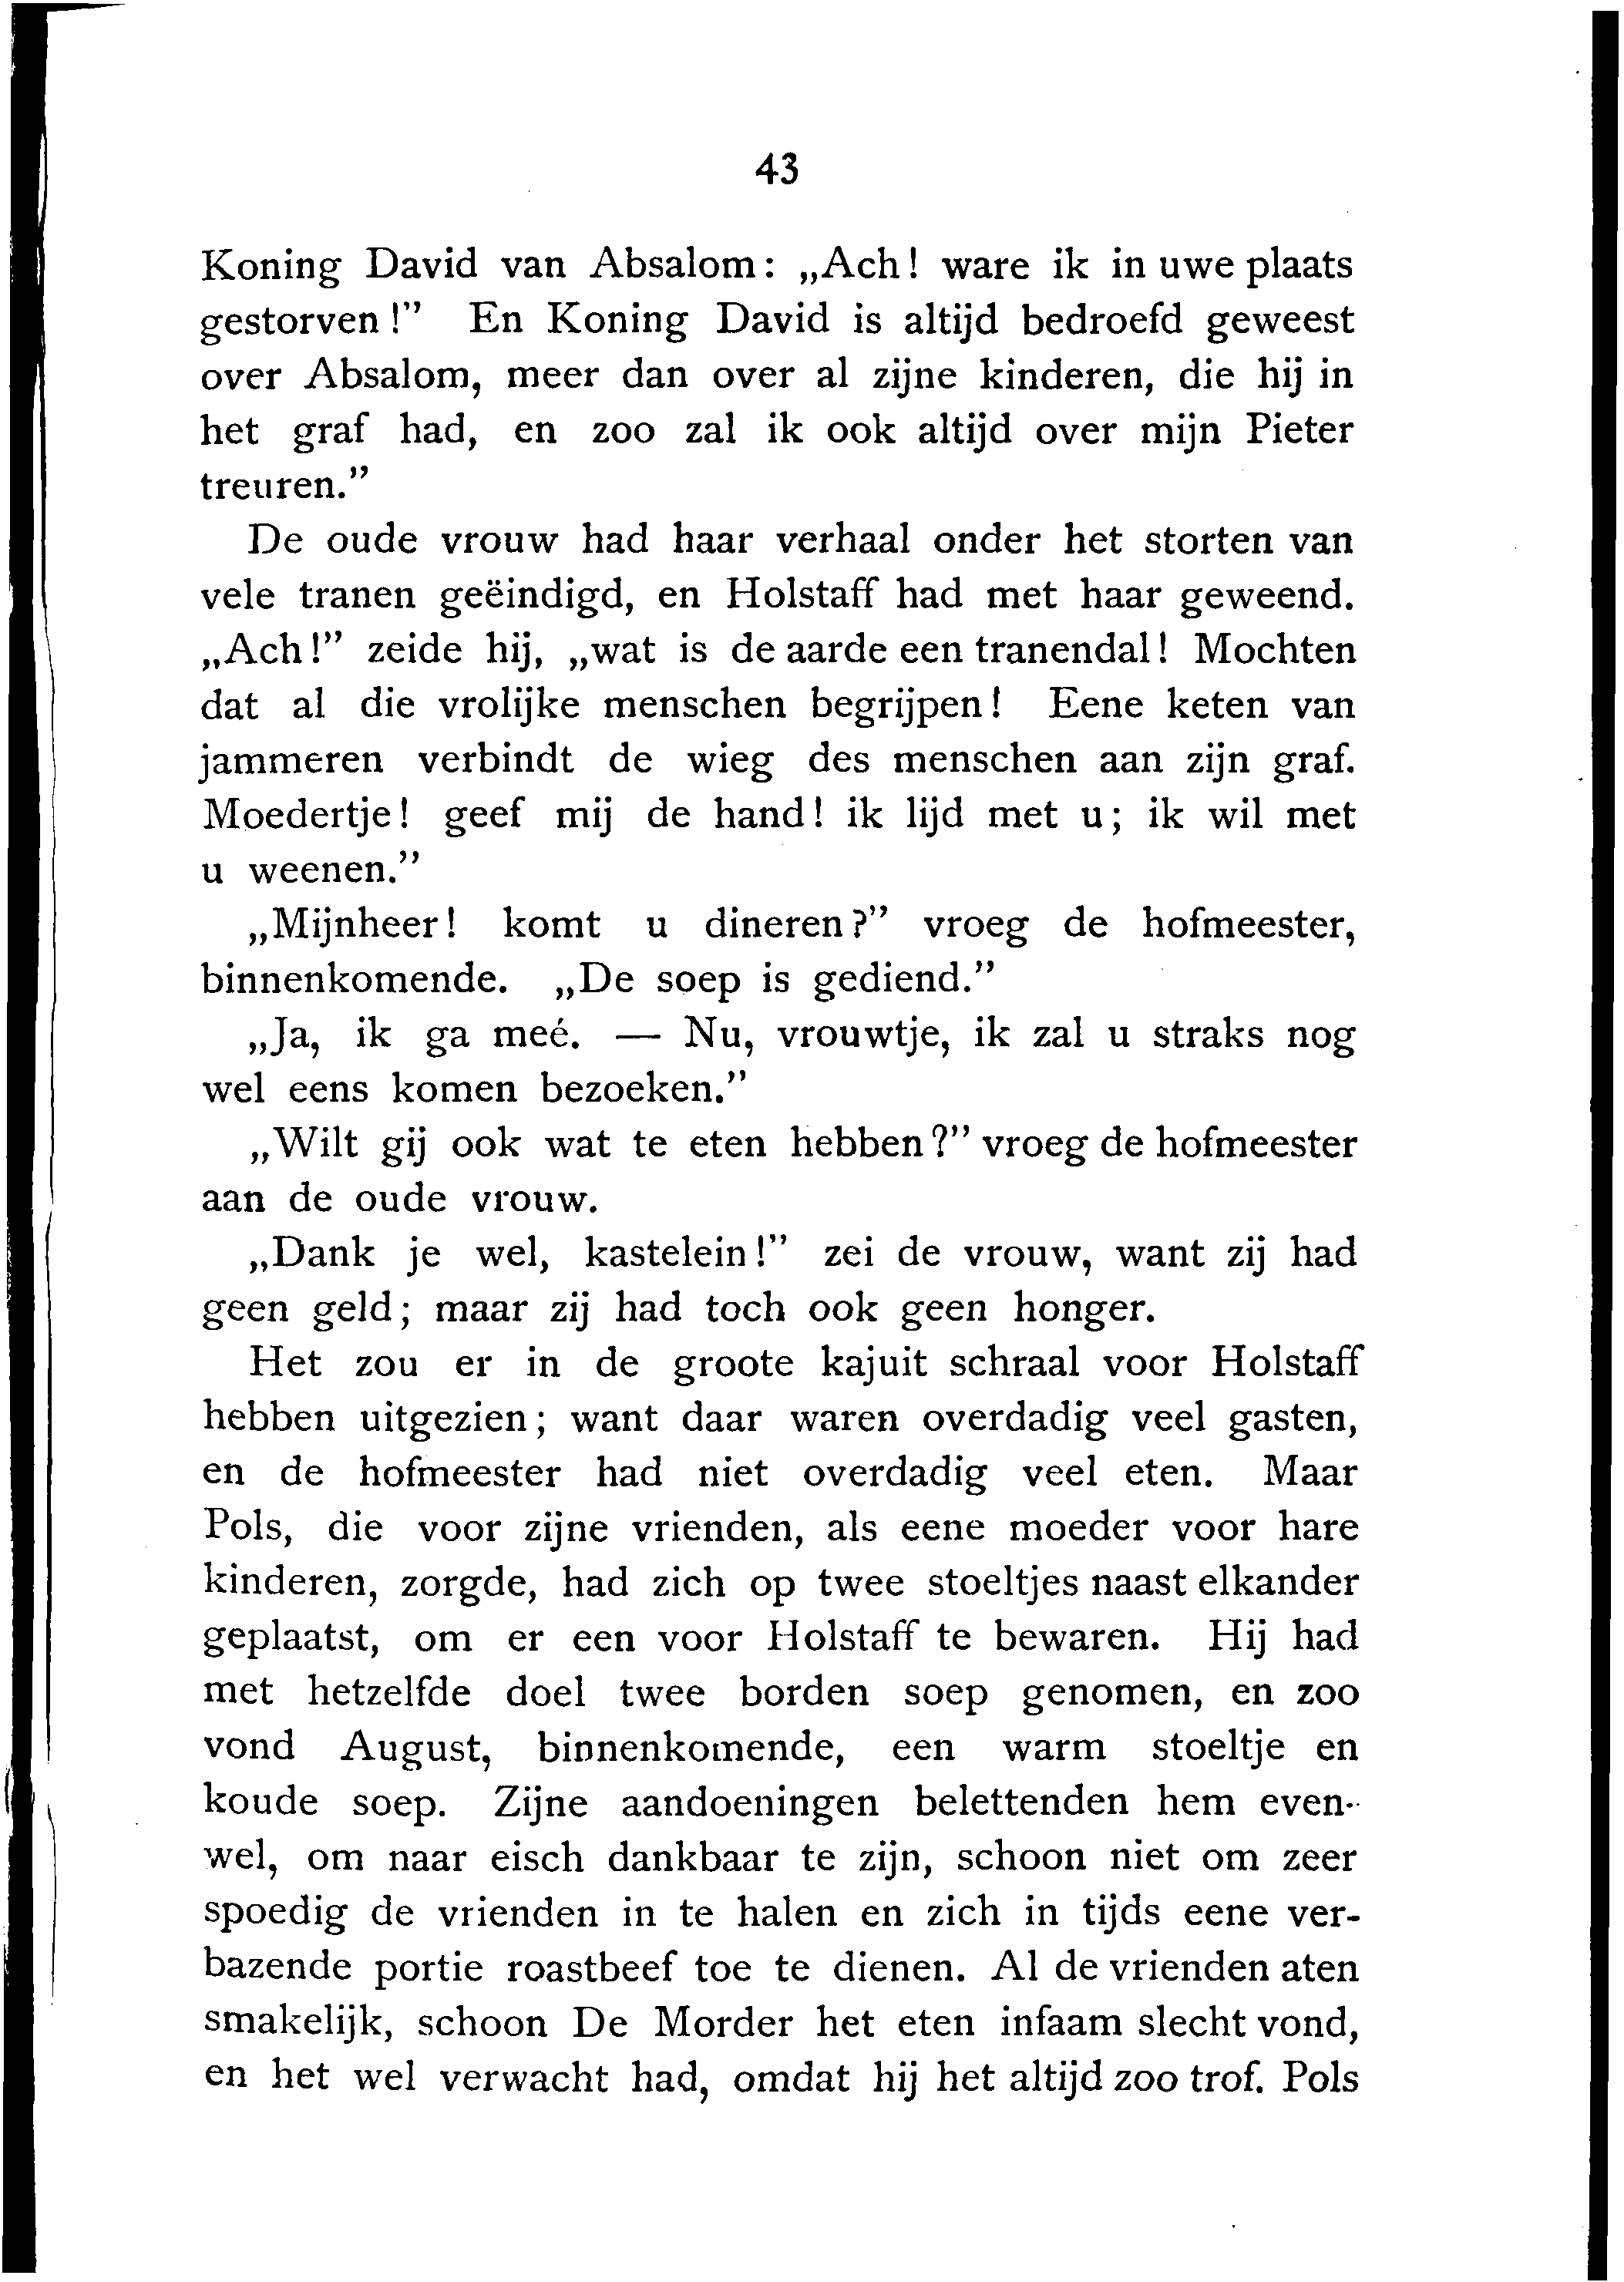 43
Koning David van Absalom: „Ach! ware ik in uwe plaats
gestorven!” En Koning David is altijd bedroefd geweest
over Absalom, meer dan over al zijne kinderen, die hij in
het graf had, en zoo zal ik ook altijd over mijn Pieter
treuren.”
De oude vrouw had haar verhaal onder het storten van
vele tranen geëindigd, en Holstaff had met haar geweend.
„Ach!” zeide hij, „wat is de aarde een tranendal! Mochten
dat al die vrolijke menschen begrijpen! Eene keten van
jammeren verbindt de wieg des menschen aan zijn graf.
Moedertje! geef mij de hand! ik lijd met u; ik wil met
u weenen.”
„Mijnheer! komt u dineren?” vroeg de hofmeester,
binnenkomende. „De soep is gediend.”
„Ja, ik ga meé. — Nu, vrouwtje, ik zal u straks nog
wel eens komen bezoeken.”
„Wilt gij ook wat te eten hebben?” vroeg de hofmeester
aan de oude vrouw.
„Dank je wel, kastelein!” zei de vrouw, want zij had
geen geld; maar zij had toch ook geen honger.
Het zou er in de groote kajuit schraal voor Holstaff
hebben uitgezien; want daar waren overdadig veel gasten,
en de hofmeester had niet overdadig veel eten. Maar
Pols, die voor zijne vrienden, als eene moeder voor hare
kinderen, zorgde, had zich op twee stoeltjes naast elkander
geplaatst, om er een voor Holstaff te bewaren. Hij had
met hetzelfde doel twee borden soep genomen, en zoo
vond August, binnenkomende, een warm stoeltje en
koude soep. Zijne aandoeningen belettenden hem even-
wel, om naar eisch dankbaar te zijn, schoon niet om zeer
spoedig de vrienden in te halen en zich in tijds eene ver-
bazende portie roastbeef toe te dienen. Al de vrienden aten
smakelijk, schoon De Morder het eten infaam slecht vond,
en het wel verwacht had, omdat hij het altijd zoo trof. Pols